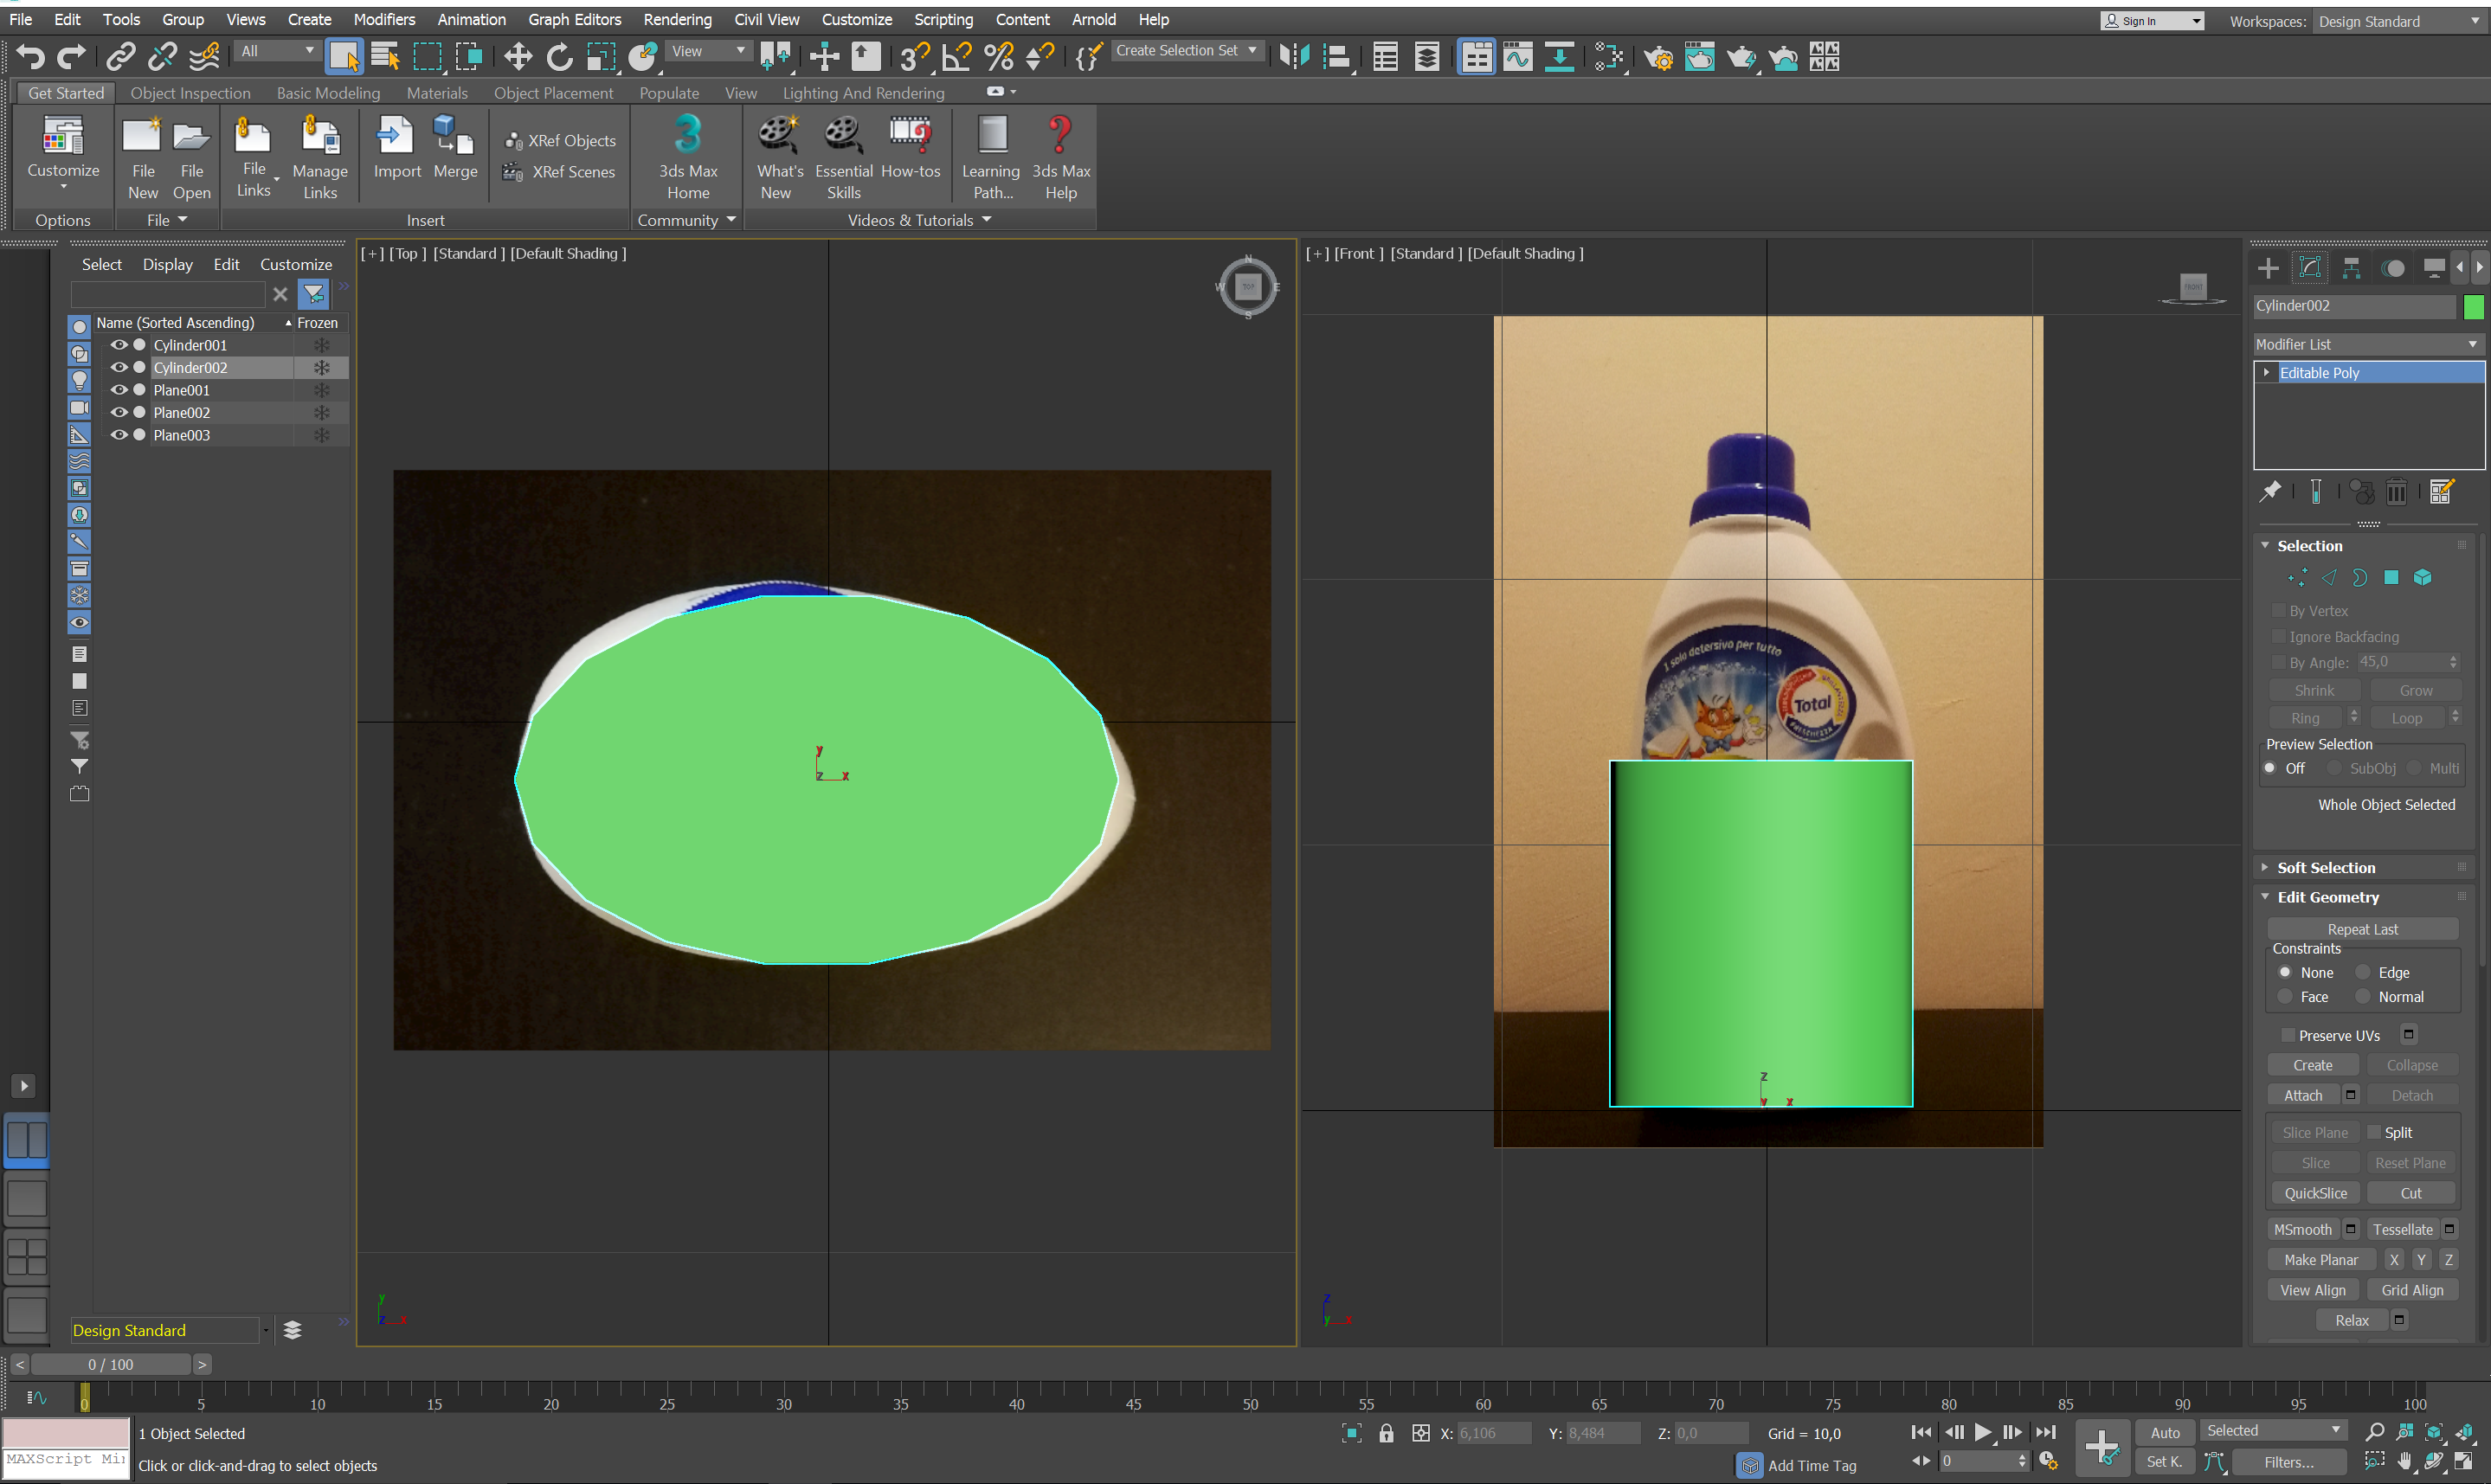 File Edit Tools Group Views Create Modifiers Animation Graph Editors Rendering Civil View Customize Scripting Content Arnold Help
Sign In
Workspaces: Design Standard
All
View
Create Selection Set
Get Started Object Inspection Basic Modeling Materials Object Placement Populate View Lighting And Rendering
Customize
File New
File Open
File Links
Manage Links
Import
Merge
XRef Objects
XRef Scenes
3ds Max Home
What's New
Essential Skills
How-tos
Learning Path...
3ds Max Help
Options File Insert Community Videos & Tutorials
Select Display Edit Customize
Name (Sorted Ascending) Frozen
Cylinder001
Cylinder002
Plane001
Plane002
Plane003
Design Standard
[+] [Top ] [Standard ] [Default Shading ]
N
W TOP E
S
y
z x
y
z x
[+] [Front ] [Standard ] [Default Shading ]
FRONT
1 solo detersivo per tutto
Total
z
y x
z
y x
Cylinder002
Modifier List
Editable Poly
Selection
By Vertex
Ignore Backfacing
By Angle: 45,0
Shrink Grow
Ring Loop
Preview Selection
Off SubObj Multi
Whole Object Selected
Soft Selection
Edit Geometry
Repeat Last
Constraints
None Edge
Face Normal
Preserve UVs
Create Collapse
Attach Detach
Slice Plane Split
Slice Reset Plane
QuickSlice Cut
MSmooth Tessellate
Make Planar X Y Z
View Align Grid Align
Relax
< 0 / 100 >
0 5 10 15 20 25 30 35 40 45 50 55 60 65 70 75 80 85 90 95 100
1 Object Selected
X: 6,106 Y: 8,484 Z: 0,0 Grid = 10,0
Auto Selected
MAXScript Mi
Click or click-and-drag to select objects
Add Time Tag
0
Set K. Filters...